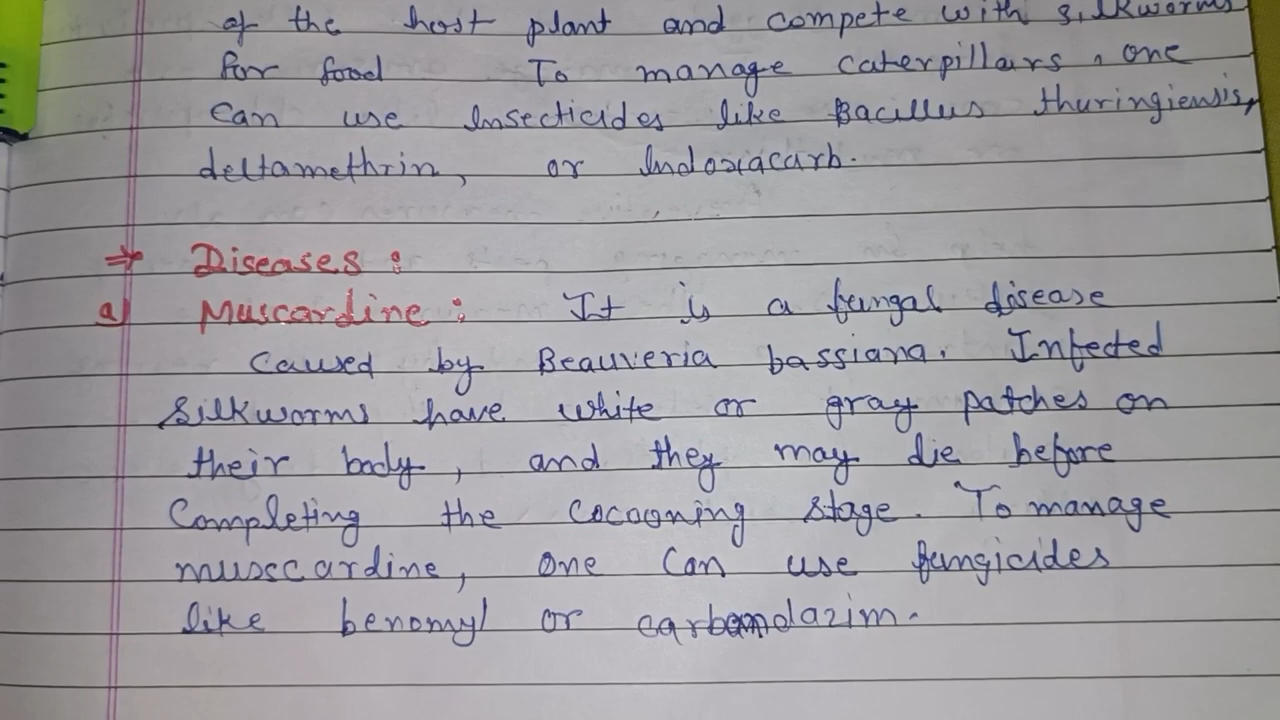 of the host plant and compete with silkworms
for food To manage caterpillars, one
can use Insecticides like Bacillus thuringiensis,
deltamethrin, or Indoxiacarb.
⇒ Diseases :
a) Muscardine : It is a fungal disease
caused by Beauveria bassiana. Infected
silkworms have white or gray patches on
their body, and they may die before
completing the cocooning stage. To manage
musccardine, one can use fungicides
like benomyl or carbandazim.